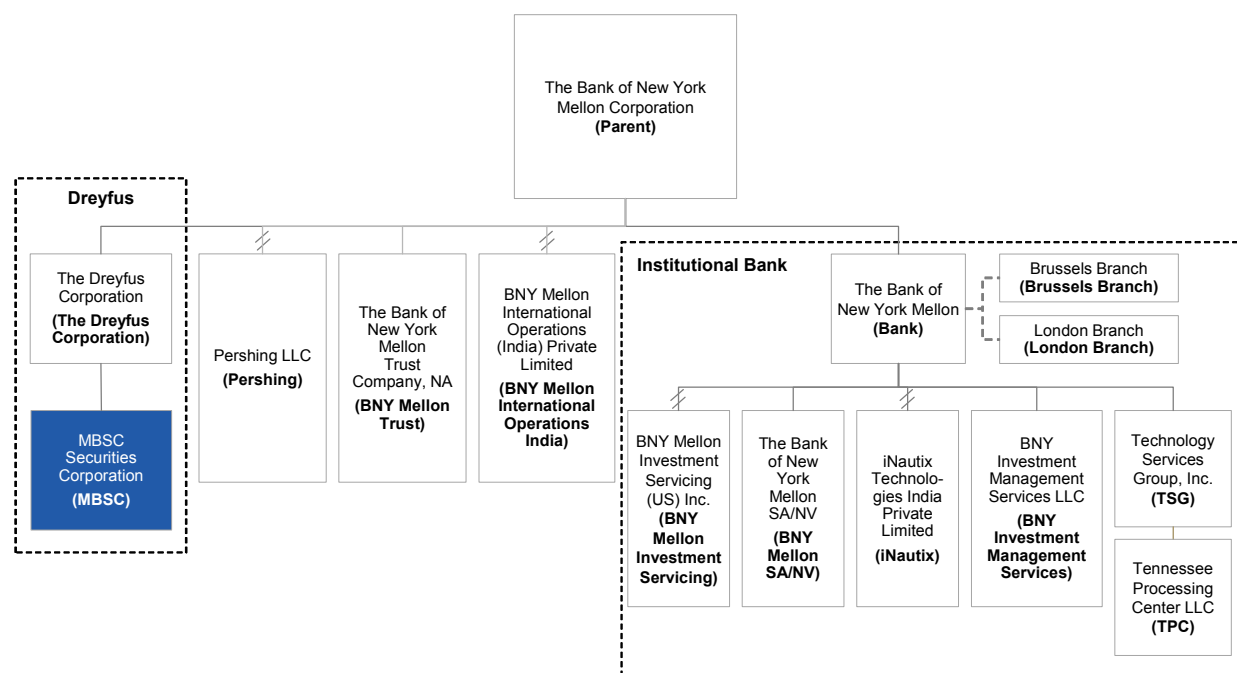 The Bank of New York
Mellon Corporation
(Parent)
Dreyfus
The Dreyfus
Corporation
(The Dreyfus
Corporation)
MBSC
Securities
Corporation
(MBSC)
Pershing LLC
(Pershing)
The Bank of
New York
Mellon
Trust
Company, NA
(BNY Mellon
Trust)
BNY Mellon
International
Operations
(India) Private
Limited
(BNY Mellon
International
Operations
India)
Institutional Bank
The Bank of
New York Mellon
(Bank)
Brussels Branch
(Brussels Branch)
London Branch
(London Branch)
BNY Mellon
Investment
Servicing
(US) Inc.
(BNY
Mellon
Investment
Servicing)
The Bank
of New
York
Mellon
SA/NV
(BNY
Mellon
SA/NV)
iNautix
Technolo-
gies India
Private
Limited
(iNautix)
BNY
Investment
Management
Services LLC
(BNY
Investment
Management
Services)
Technology
Services
Group, Inc.
(TSG)
Tennessee
Processing
Center LLC
(TPC)